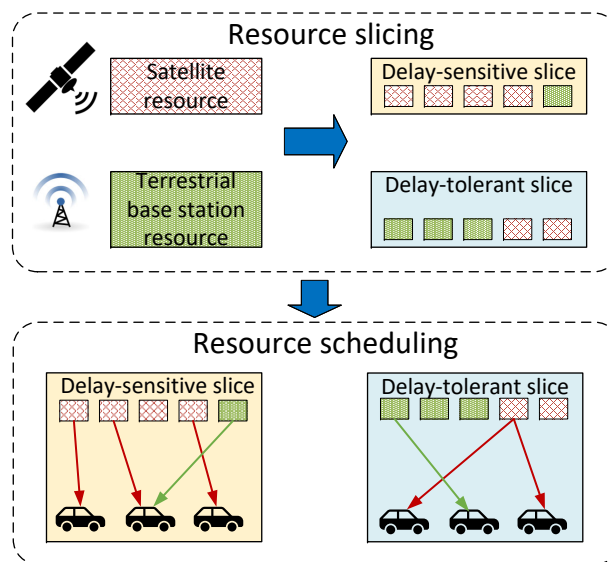 Resource slicing
Satellite
resource
Delay-sensitive slice
Terrestrial
base station
resource
Delay-tolerant slice
Resource scheduling
Delay-sensitive slice
Delay-tolerant slice